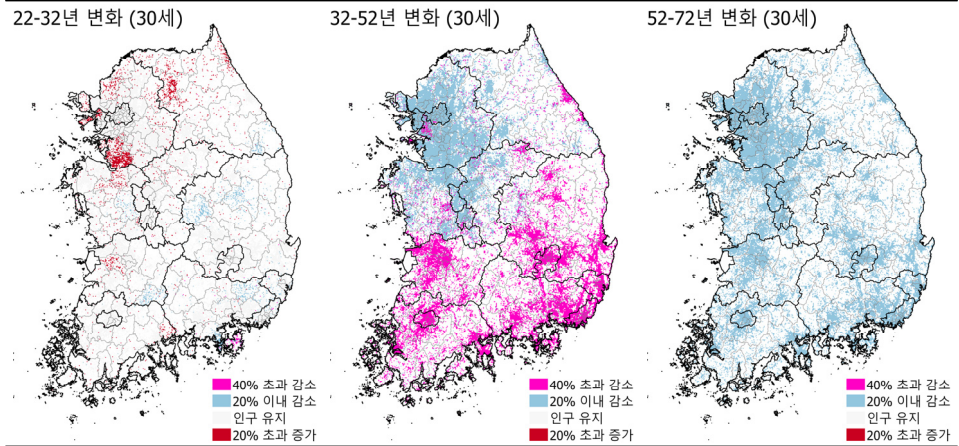 22-32년 변화 (30세)
32-52년 변화 (30세)
52-72년 변화 (30세)
40% 초과 감소
20% 이내 감소
인구 유지
20% 초과 증가
40% 초과 감소
20% 이내 감소
인구 유지
20% 초과 증가
40% 초과 감소
20% 이내 감소
인구 유지
20% 초과 증가